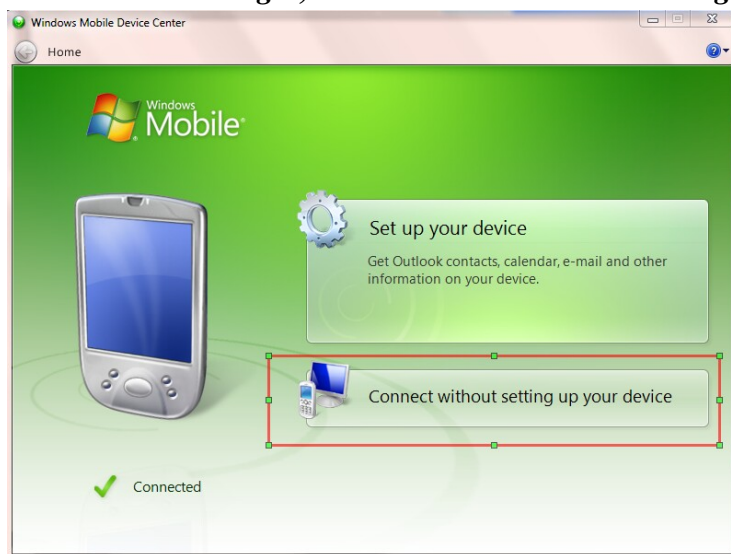 Windows Mobile Device Center
Home
Windows
Mobile
Set up your device
Get Outlook contacts, calendar, e-mail and other
information on your device.
Connect without setting up your device
Connected